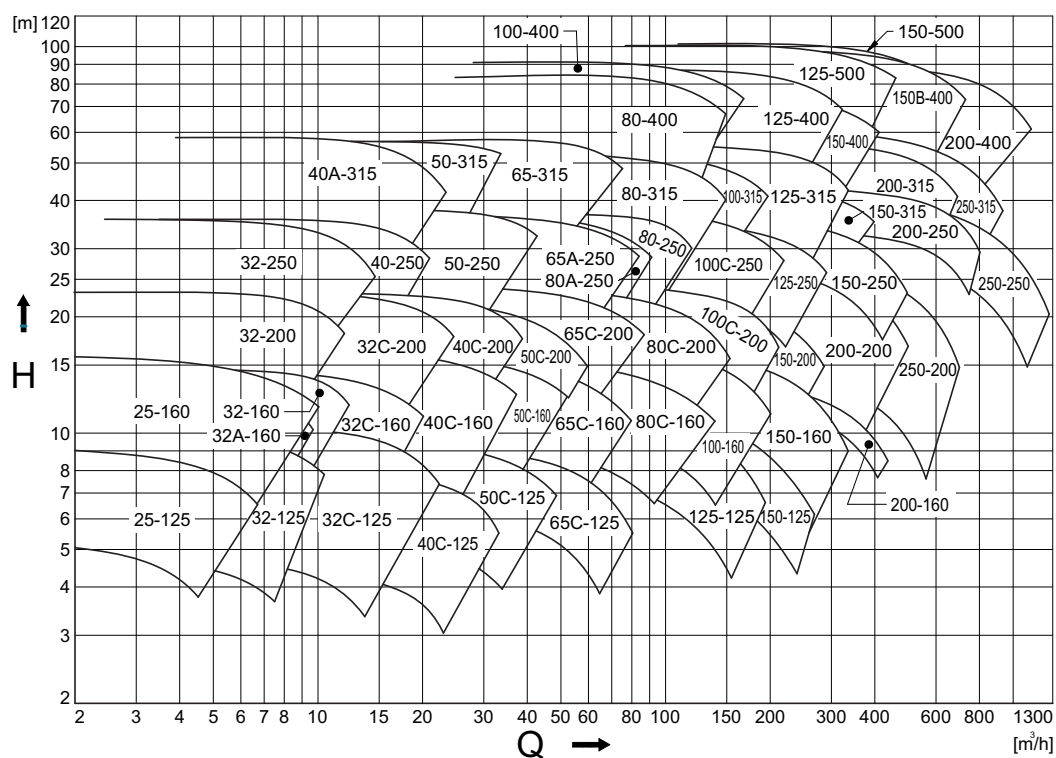 [m] 120
100
90
80
70
60
50
40
30
25
20
15
10
8
7
6
5
4
3
2
H
100-400
150-500
125-500
150B-400
80-400
125-400
150-400
200-400
40A-315
50-315
65-315
80-315
100-315
125-315
200-315
250-315
150-315
200-250
32-250
40-250
50-250
65A-250
80A-250
80-250
100C-250
125-250
150-250
250-250
32-200
32C-200
40C-200
50C-200
65C-200
80C-200
100C-200
150-200
200-200
250-200
25-160
32-160
32A-160
32C-160
40C-160
50C-160
65C-160
80C-160
100-160
150-160
200-160
25-125
32-125
32C-125
40C-125
50C-125
65C-125
125-125
150-125
2 3 4 5 6 7 8 10 15 20 30 40 50 60 80 100 150 200 300 400 600 800 1300
Q
[m³/h]